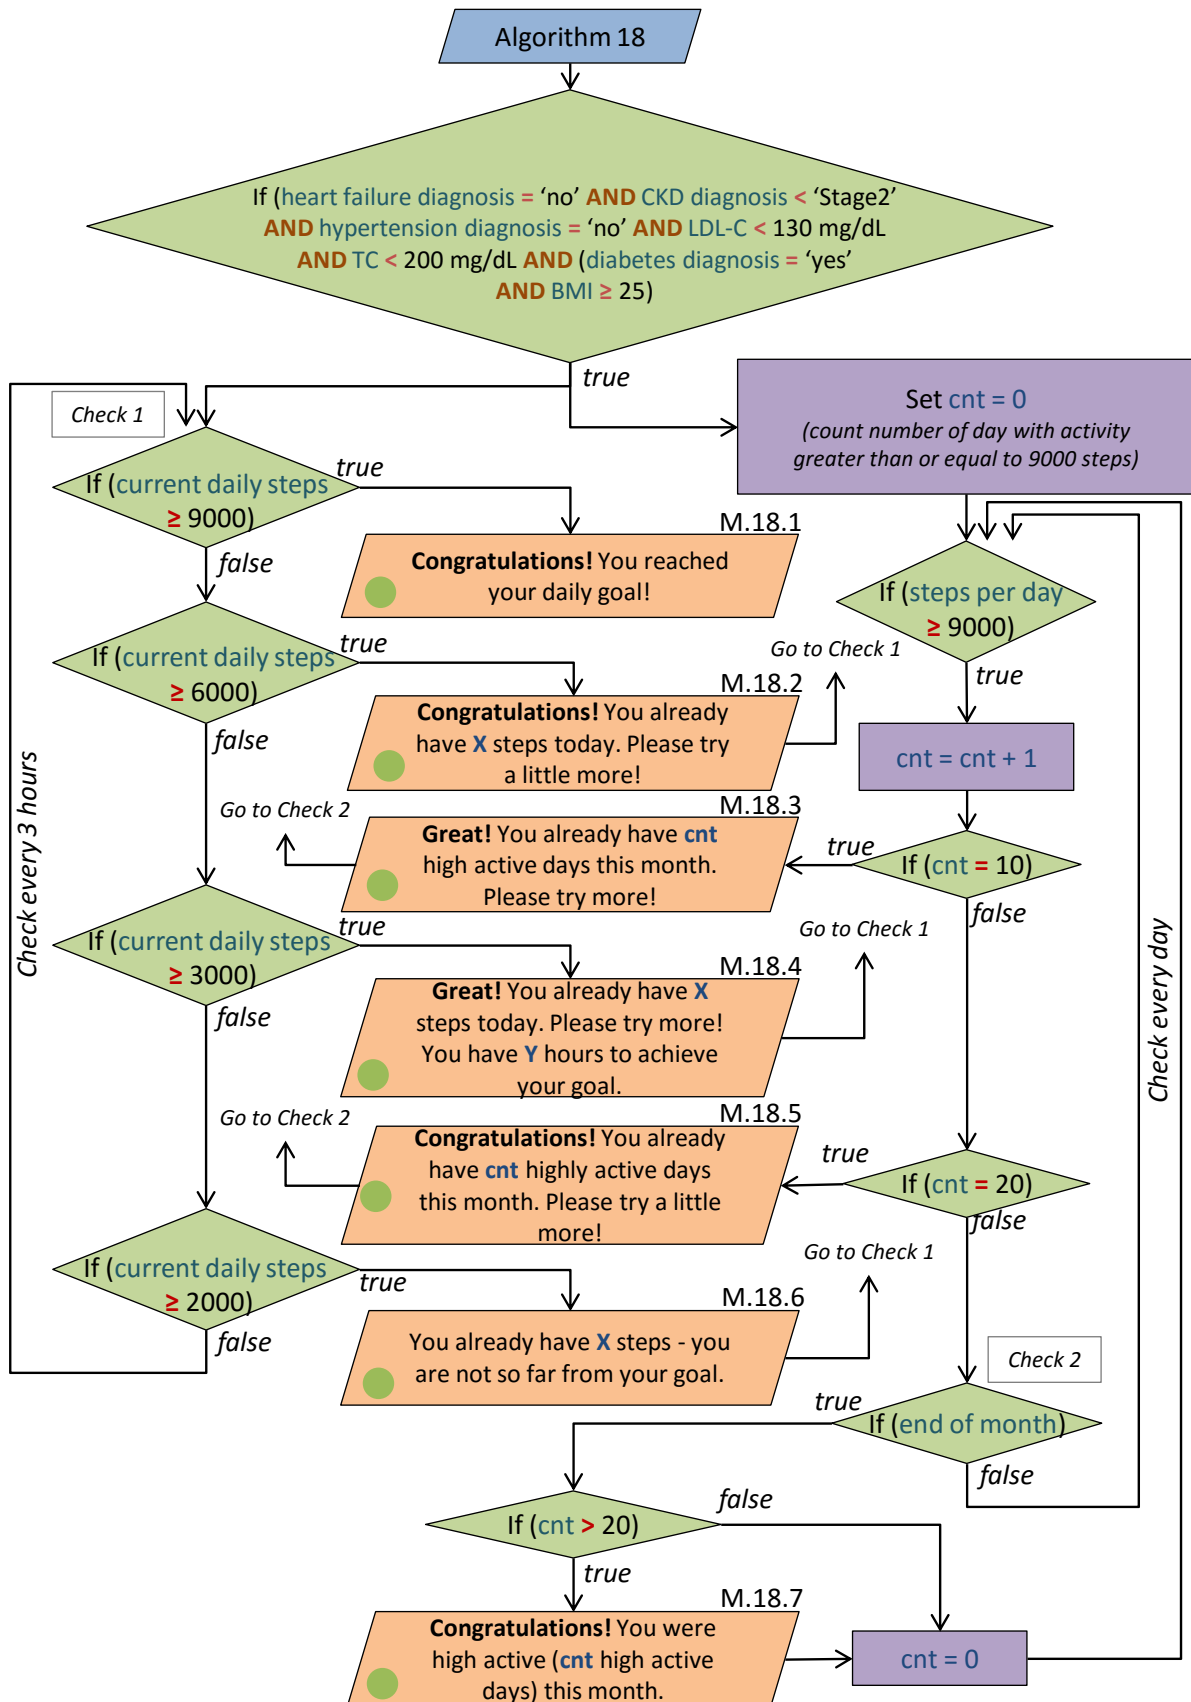 Algorithm 18
If (heart failure diagnosis = ‘no’ AND CKD diagnosis < ‘Stage2’
AND hypertension diagnosis = ‘no’ AND LDL-C < 130 mg/dL
AND TC < 200 mg/dL AND (diabetes diagnosis = ‘yes’
AND BMI ≥ 25)
true
Check 1
Set cnt = 0
(count number of day with activity
greater than or equal to 9000 steps)
If (current daily steps
≥ 9000)
true
false
M.18.1
Congratulations! You reached
your daily goal!
If (steps per day
≥ 9000)
true
If (current daily steps
≥ 6000)
true
false
Go to Check 1
M.18.2
Congratulations! You already
have X steps today. Please try
a little more!
cnt = cnt + 1
Go to Check 2
M.18.3
Great! You already have cnt
high active days this month.
Please try more!
true
If (cnt = 10)
false
Check every 3 hours
If (current daily steps
≥ 3000)
true
false
Go to Check 1
M.18.4
Great! You already have X
steps today. Please try more!
You have Y hours to achieve
your goal.
Check every day
Go to Check 2
M.18.5
Congratulations! You already
have cnt highly active days
this month. Please try a little
more!
true
If (cnt = 20)
false
If (current daily steps
≥ 2000)
true
false
Go to Check 1
M.18.6
You already have X steps - you
are not so far from your goal.
Check 2
true
If (end of month)
false
If (cnt > 20)
false
true
M.18.7
Congratulations! You were
high active (cnt high active
days) this month.
cnt = 0